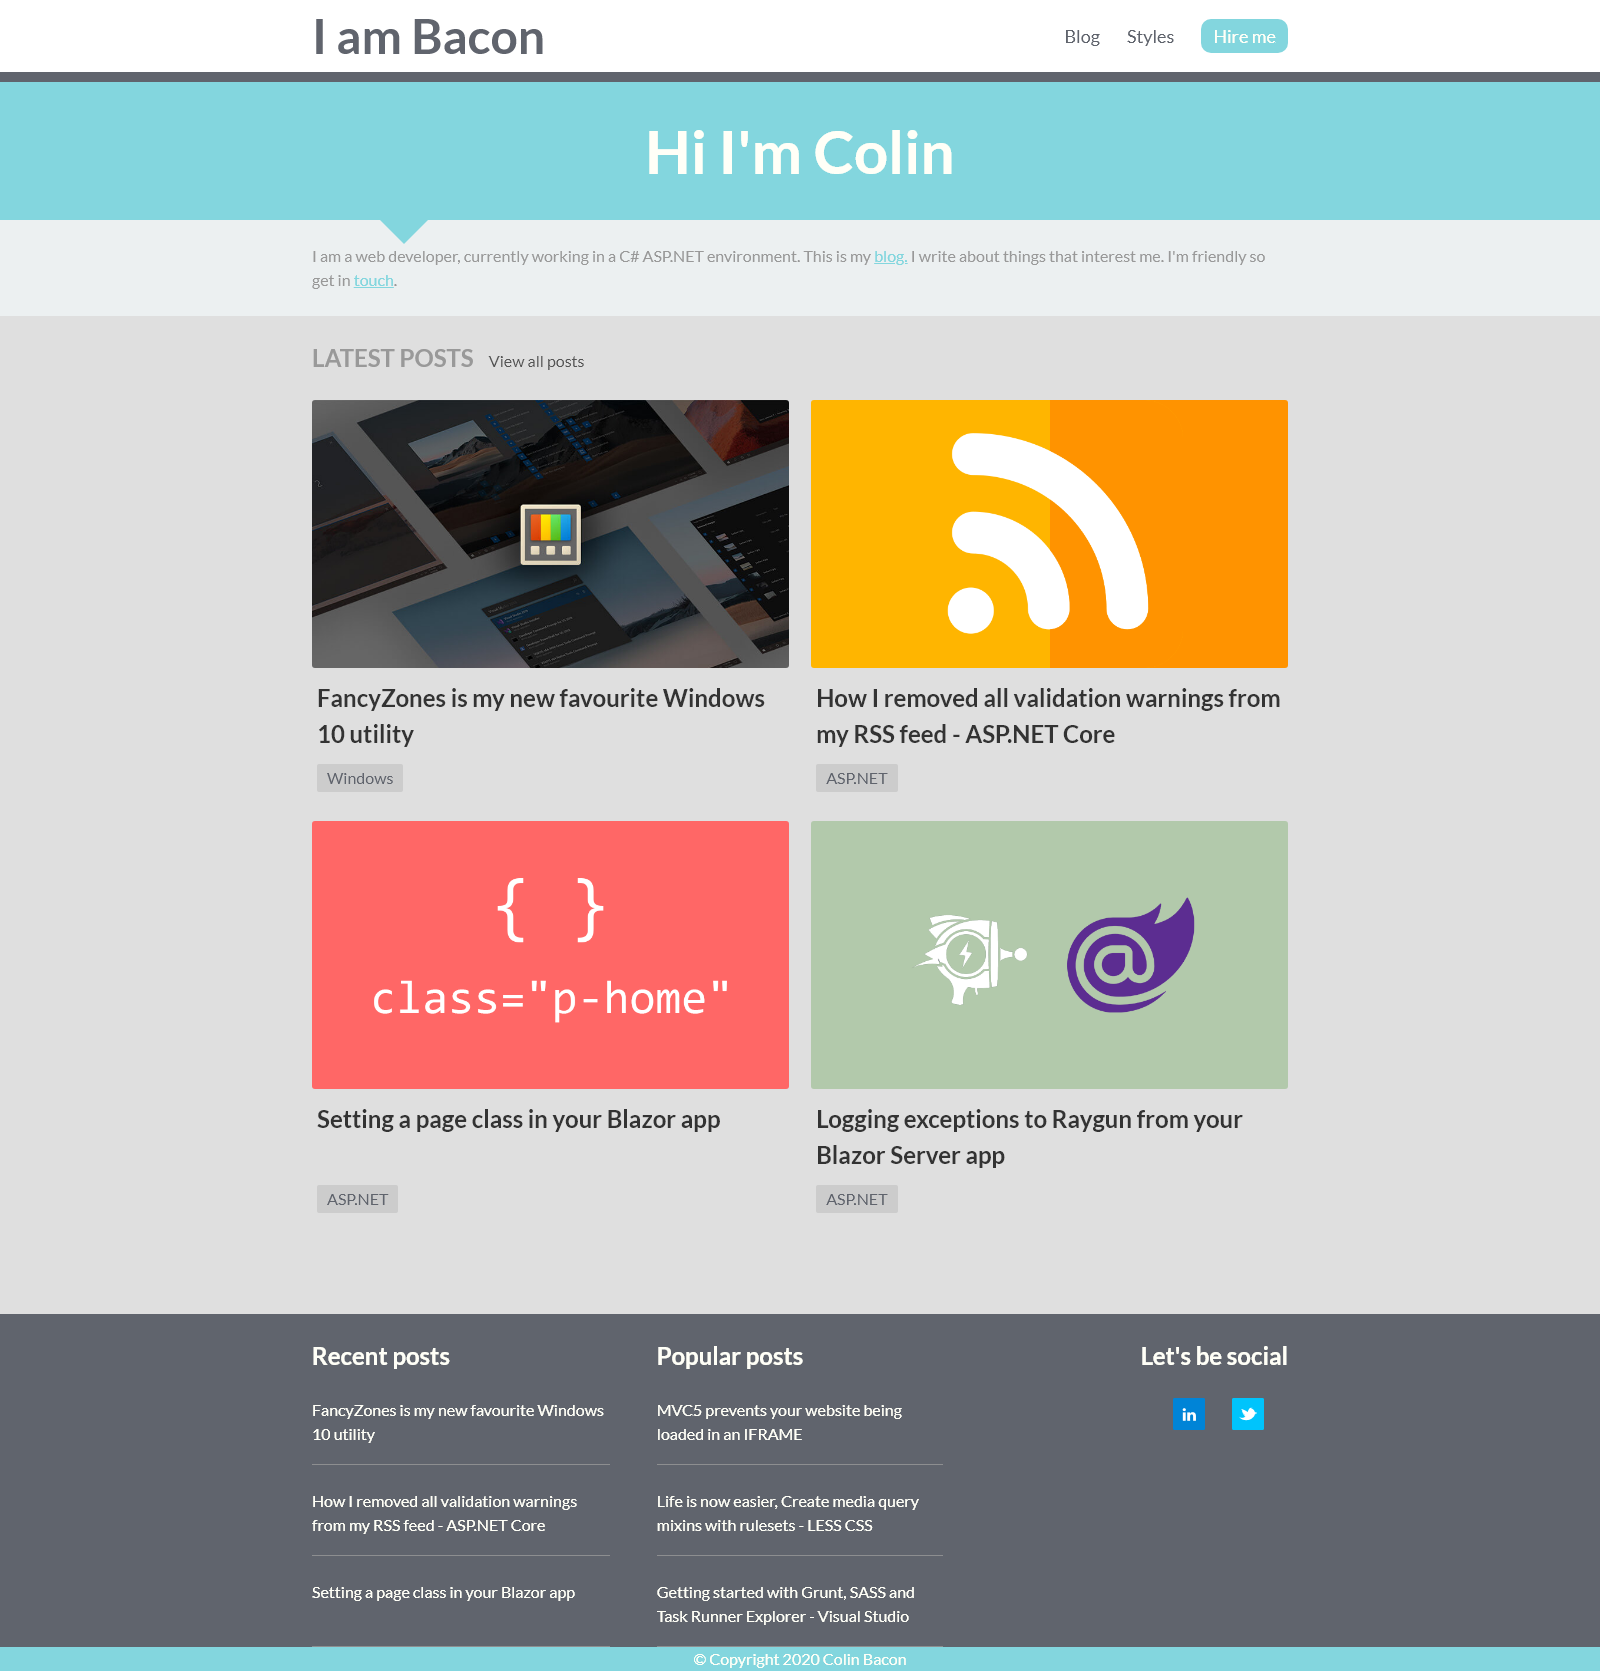 I am Bacon
Blog
Styles
Hire me
Hi I'm Colin
I am a web developer, currently working in a C# ASP.NET environment. This is my blog. I write about things that interest me. I'm friendly so
get in touch.
LATEST POSTS
View all posts
FancyZones is my new favourite Windows
10 utility
Windows
How I removed all validation warnings from
my RSS feed - ASP.NET Core
ASP.NET
{ }
class="p-home"
Setting a page class in your Blazor app
ASP.NET
@
Logging exceptions to Raygun from your
Blazor Server app
ASP.NET
Recent posts
FancyZones is my new favourite Windows
10 utility
How I removed all validation warnings
from my RSS feed - ASP.NET Core
Setting a page class in your Blazor app
Popular posts
MVC5 prevents your website being
loaded in an IFRAME
Life is now easier, Create media query
mixins with rulesets - LESS CSS
Getting started with Grunt, SASS and
Task Runner Explorer - Visual Studio
Let's be social
in
© Copyright 2020 Colin Bacon